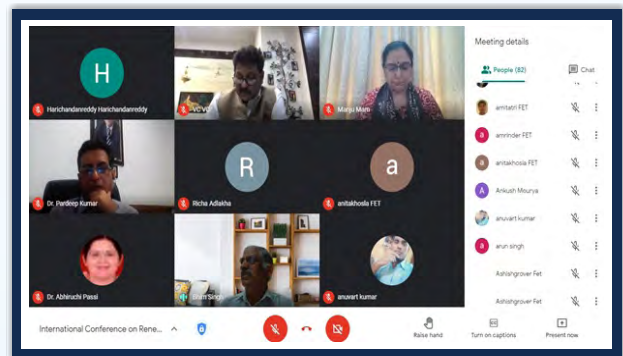 Meeting details
People (82)
Chat
H
Harichandanreddy Harichandanreddy
VC VC
Manju Mam
Dr. Pardeep Kumar
R
Richa Adlakha
a
anitakhosla FET
Dr. Abhiruchi Passi
Singh
anuvart kumar
amitatri FET
a
amrinder FET
a
anitakhosla FET
A
Ankush Mourya
anuvart kumar
a
arun singh
Ashishgrover Fet
Ashishgrover Fet
International Conference on Rene...
Raise hand
Turn on captions
Present now